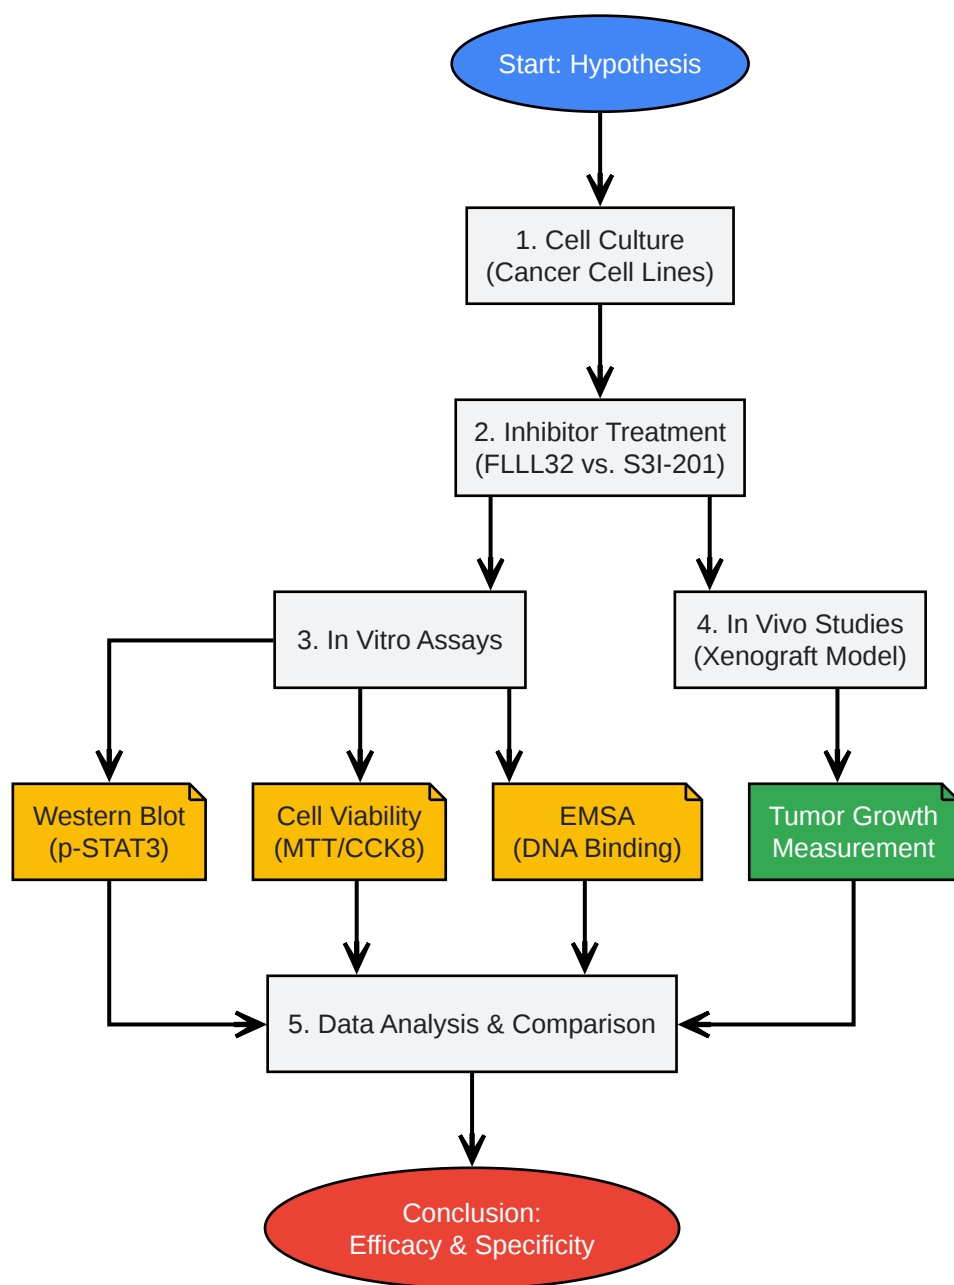 Start: Hypothesis
1. Cell Culture
(Cancer Cell Lines)
2. Inhibitor Treatment
(FLLL32 vs. S3I-201)
3. In Vitro Assays
4. In Vivo Studies
(Xenograft Model)
Western Blot
(p-STAT3)
Cell Viability
(MTT/CCK8)
EMSA
(DNA Binding)
Tumor Growth
Measurement
5. Data Analysis & Comparison
Conclusion:
Efficacy & Specificity